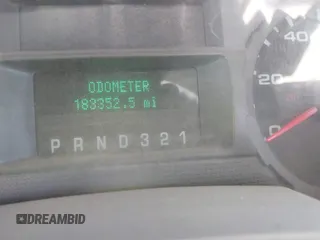 ODOMETER
183352.5 mi
P R N D 3 2 1
40
20
0
DREAMBID